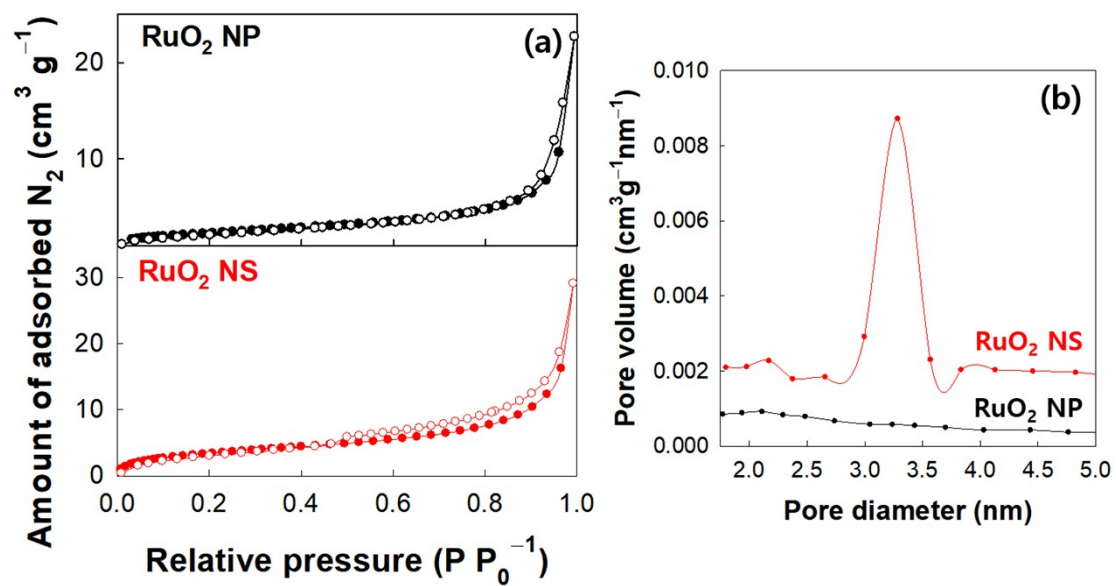 RuO₂ NP
(a)
20
10
RuO₂ NS
30
20
10
0
0.0 0.2 0.4 0.6 0.8 1.0
Amount of adsorbed N₂ (cm³ g⁻¹)
Relative pressure (P P₀⁻¹)
(b)
0.010
0.008
0.006
0.004
0.002
0.000
RuO₂ NS
RuO₂ NP
2.0 2.5 3.0 3.5 4.0 4.5 5.0
Pore volume (cm³g⁻¹nm⁻¹)
Pore diameter (nm)